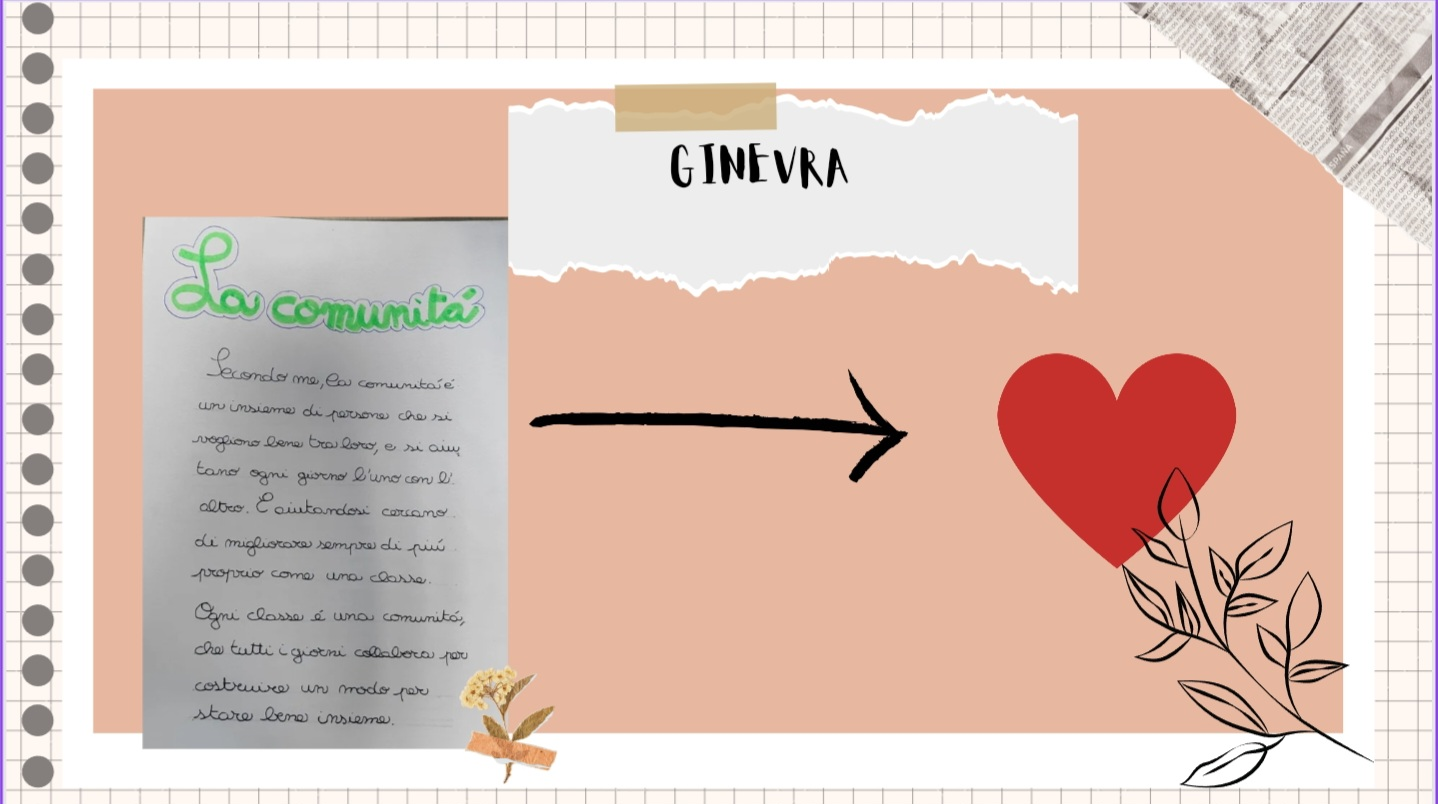 GINEVRA
La comunitá
Secondo me, la comunitá é
un insieme di persone che si
vogliono bene tra loro, e si aiu
tano ogni giorno l'uno con l'
altro. E aiutandosi cercano
di migliorare sempre di piú
proprio come una classe.
Ogni classe é una comunitá,
che tutti i giorni collabora per
costruire un modo per
stare bene insieme.
SPAÑA